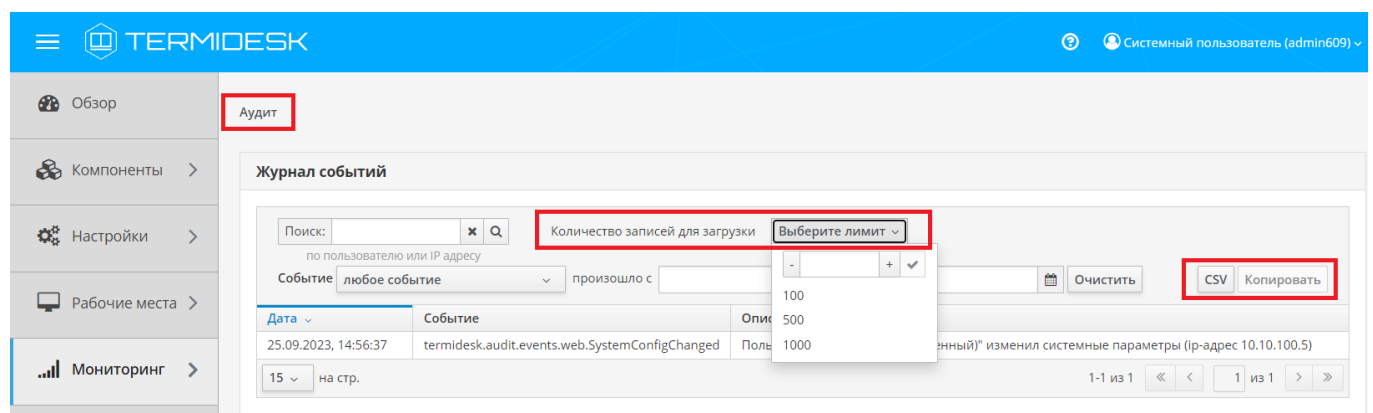 TERMIDESK
Системный пользователь (admin609)
Обзор
Компоненты
Настройки
Рабочие места
Мониторинг
Аудит
Журнал событий
Поиск:
по пользователю или IP адресу
Количество записей для загрузки Выберите лимит
- +
100
500
1000
Событие любое событие произошло с Очистить CSV Копировать
Дата Событие
25.09.2023, 14:56:37 termidesk.audit.events.web.SystemConfigChanged изменил системные параметры (ip-адрес 10.10.100.5)
15 на стр. 1-1 из 1 « < 1 из 1 > »